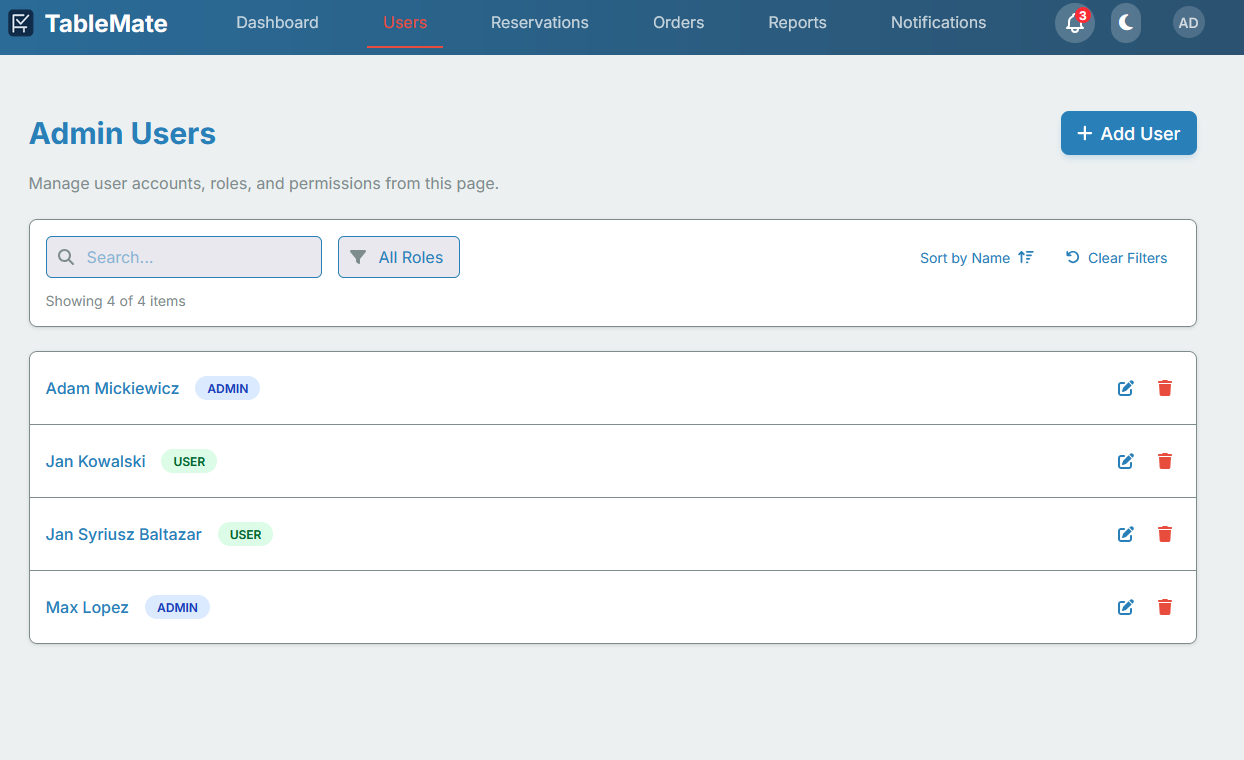 TableMate Dashboard Users Reservations Orders Reports Notifications 3 AD
Admin Users + Add User
Manage user accounts, roles, and permissions from this page.
Search... All Roles Sort by Name Clear Filters
Showing 4 of 4 items
Adam Mickiewicz ADMIN
Jan Kowalski USER
Jan Syriusz Baltazar USER
Max Lopez ADMIN